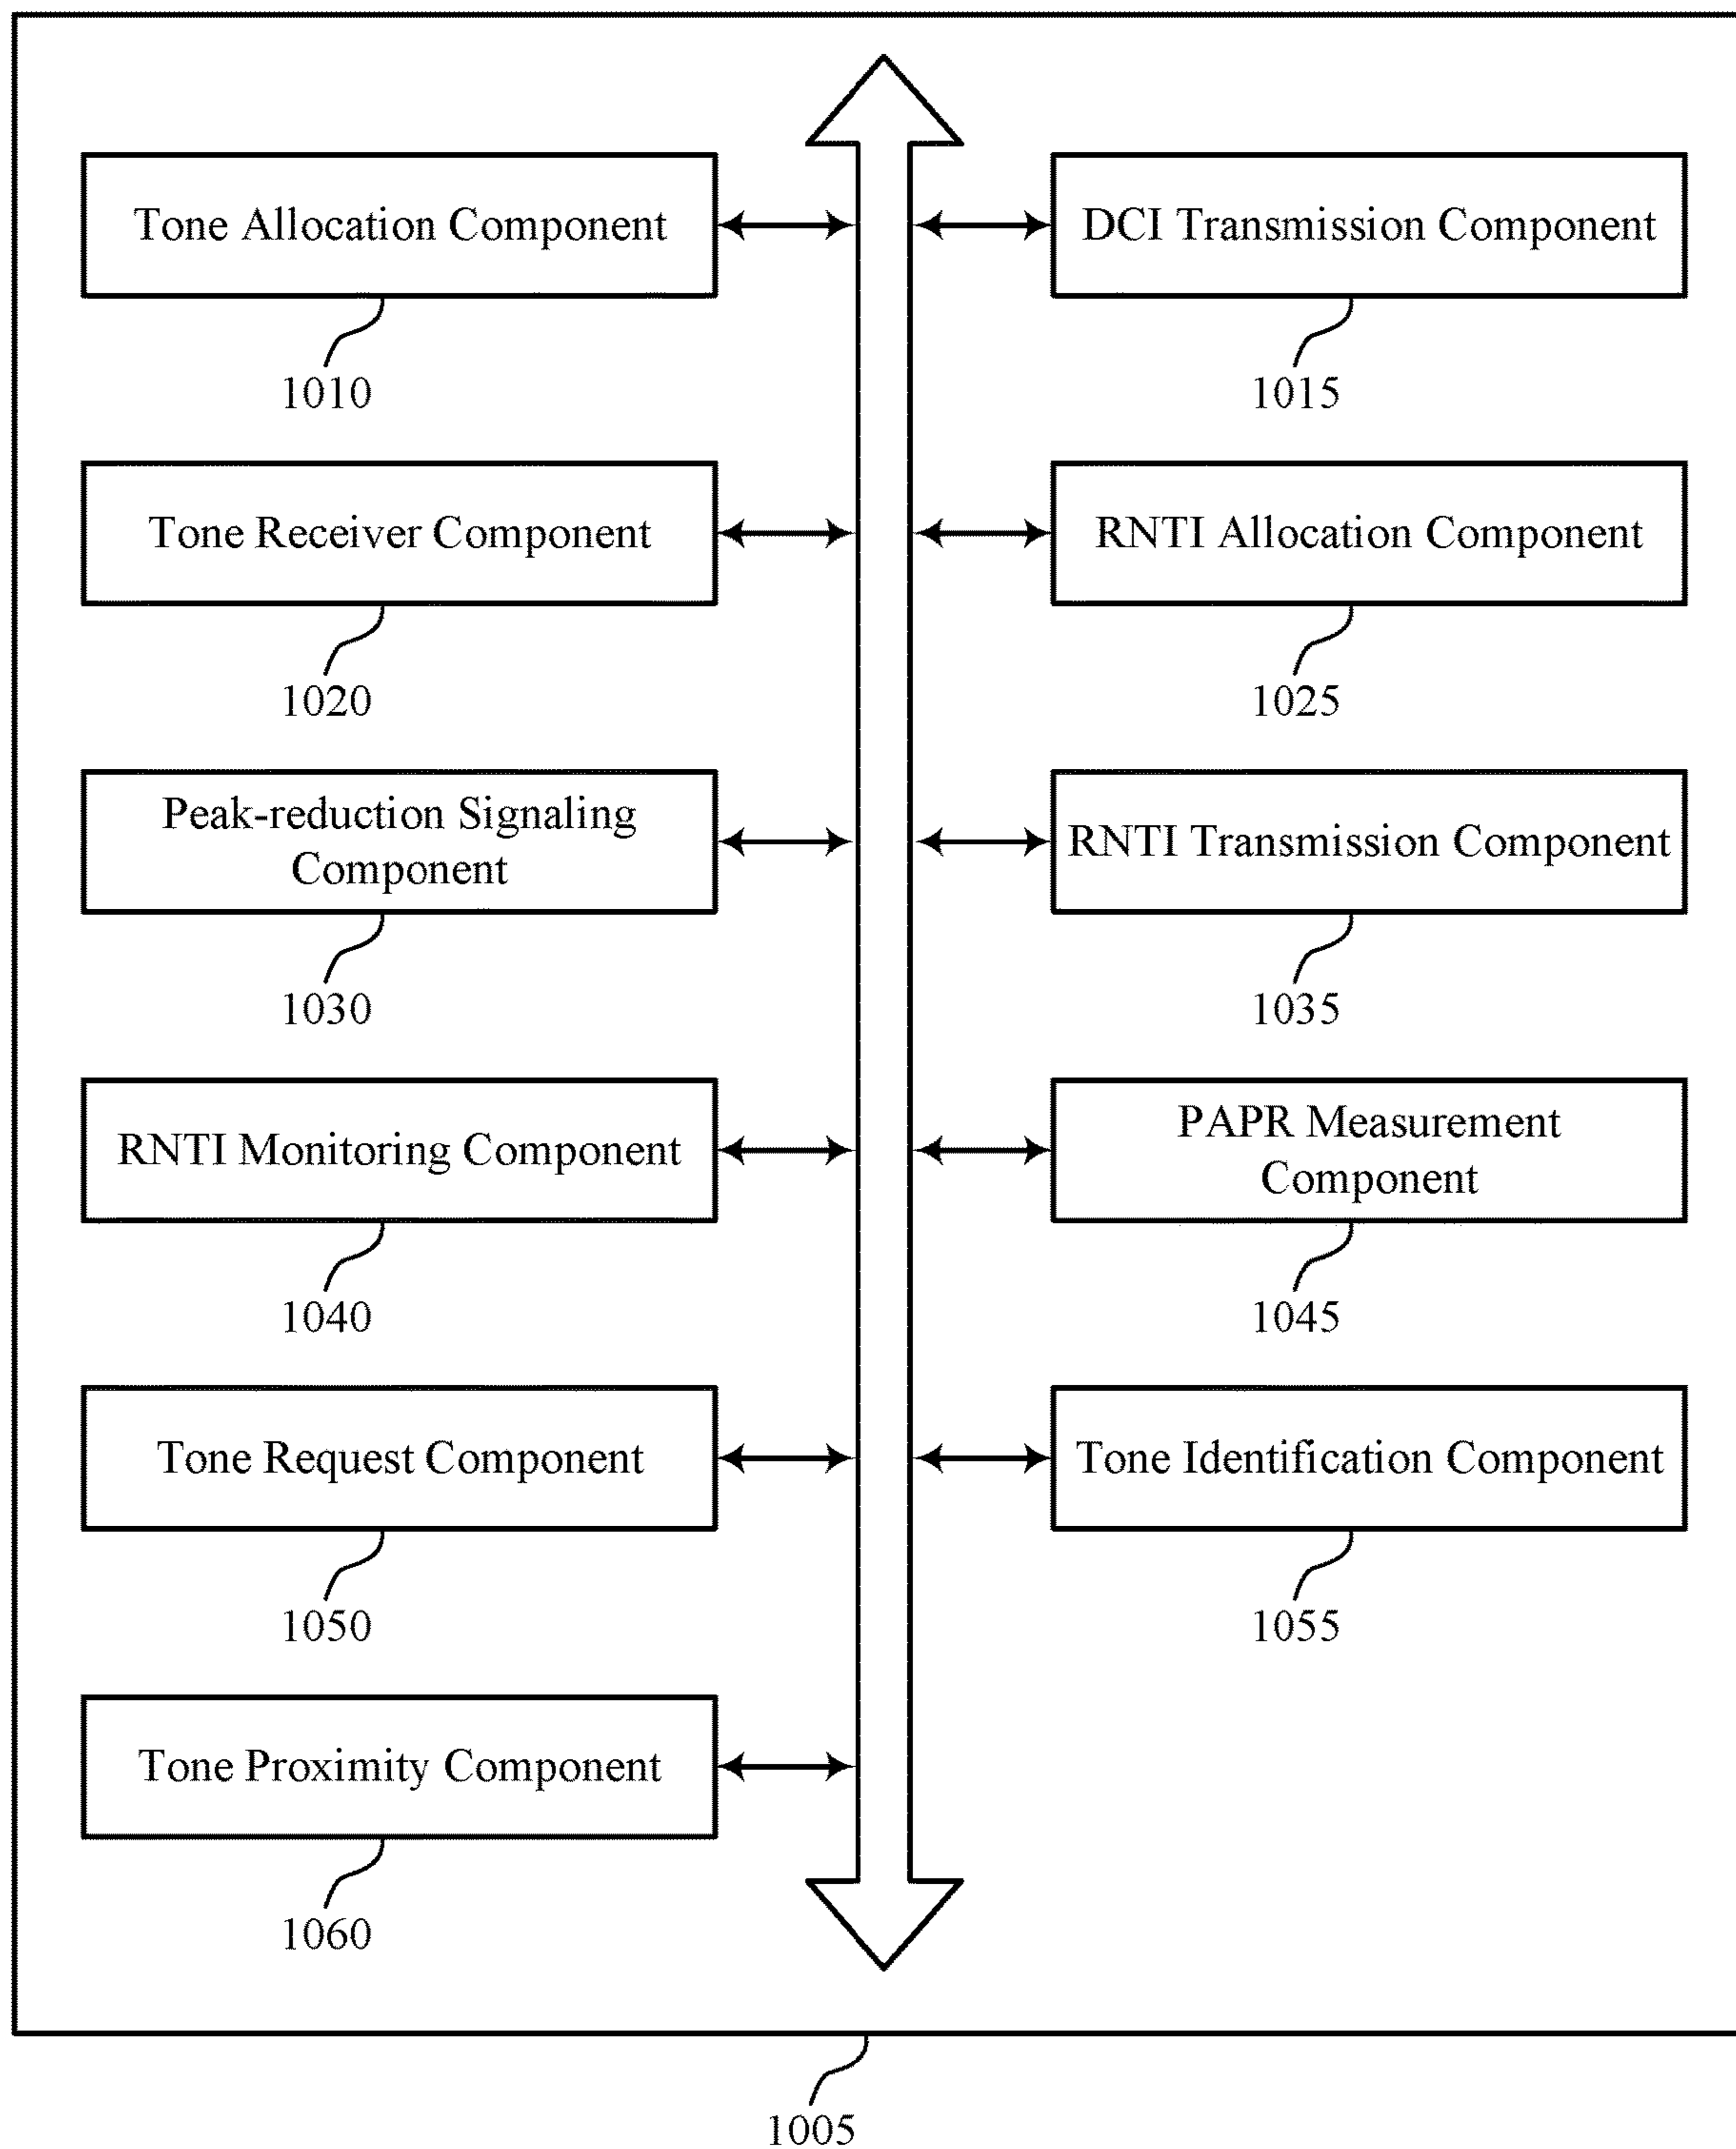 Tone Allocation Component
DCI Transmission Component
1010
1015
Tone Receiver Component
RNTI Allocation Component
1020
1025
Peak-reduction Signaling
Component
RNTI Transmission Component
1030
1035
RNTI Monitoring Component
PAPR Measurement
Component
1040
1045
Tone Request Component
Tone Identification Component
1050
1055
Tone Proximity Component
1060
1005